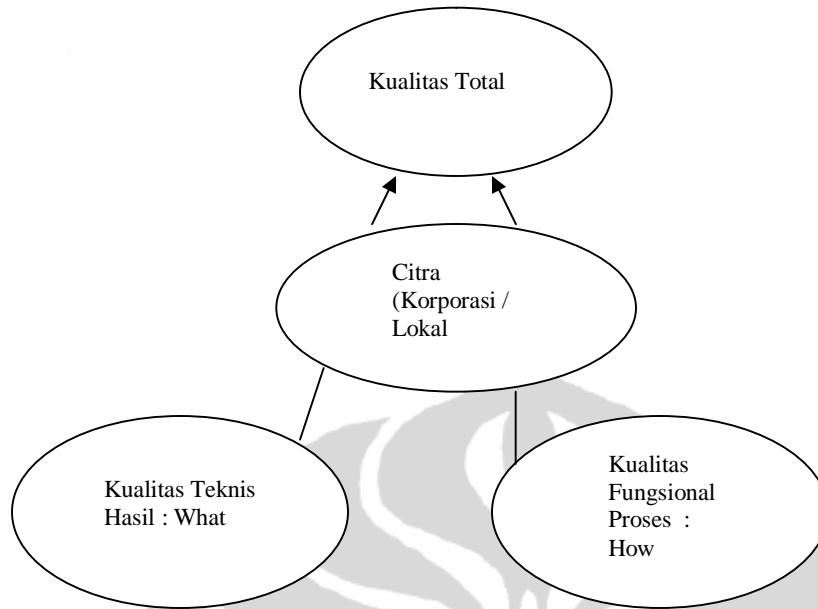 Kualitas Total
Citra
(Korporasi /
Lokal
Kualitas Teknis
Hasil : What
Kualitas
Fungsional
Proses :
How